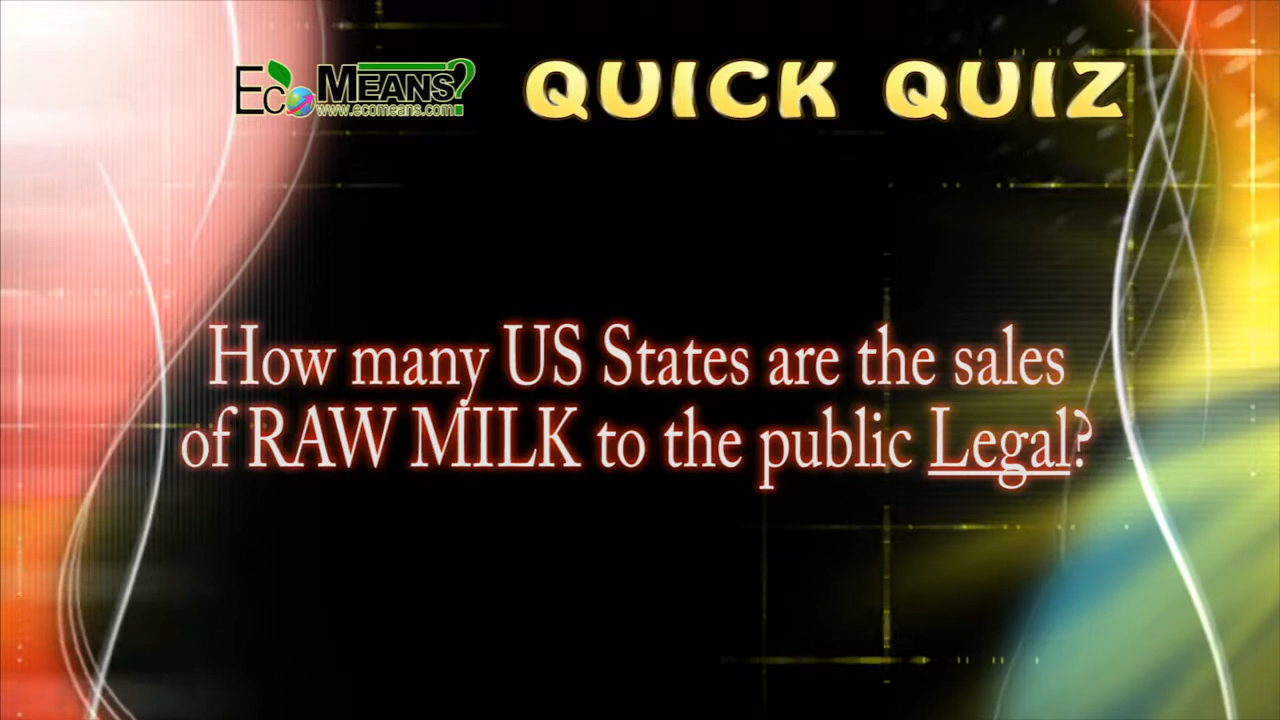 EcoMEANS? QUICK QUIZ
www.ecomeans.com
How many US States are the sales
of RAW MILK to the public Legal?